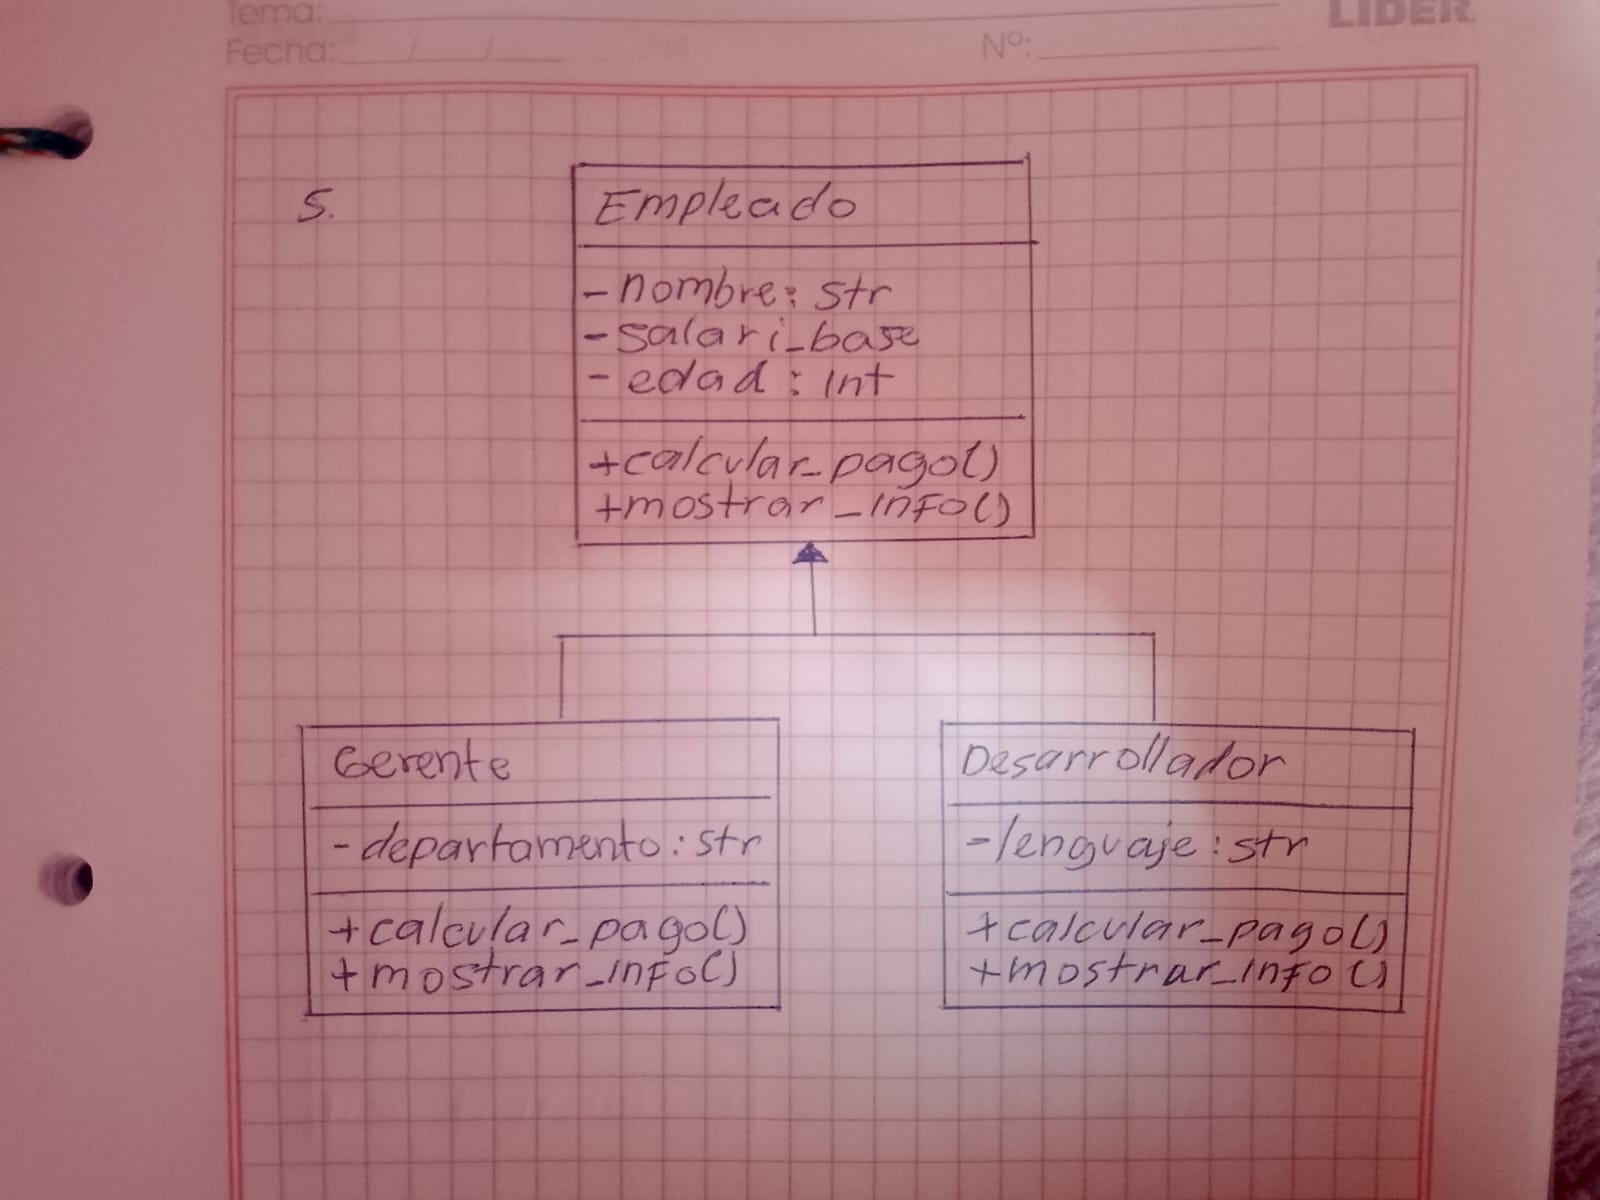 Tema:
LIDER
Fecha: / /
Nº:
5.
Empleado
- nombre: str
- salari_base
- edad: int
+calcular_pago()
+mostrar_info()
Gerente
- departamento: str
+calcular_pago()
+mostrar_info()
Desarrollador
- lenguaje: str
+calcular_pago()
+mostrar_info()